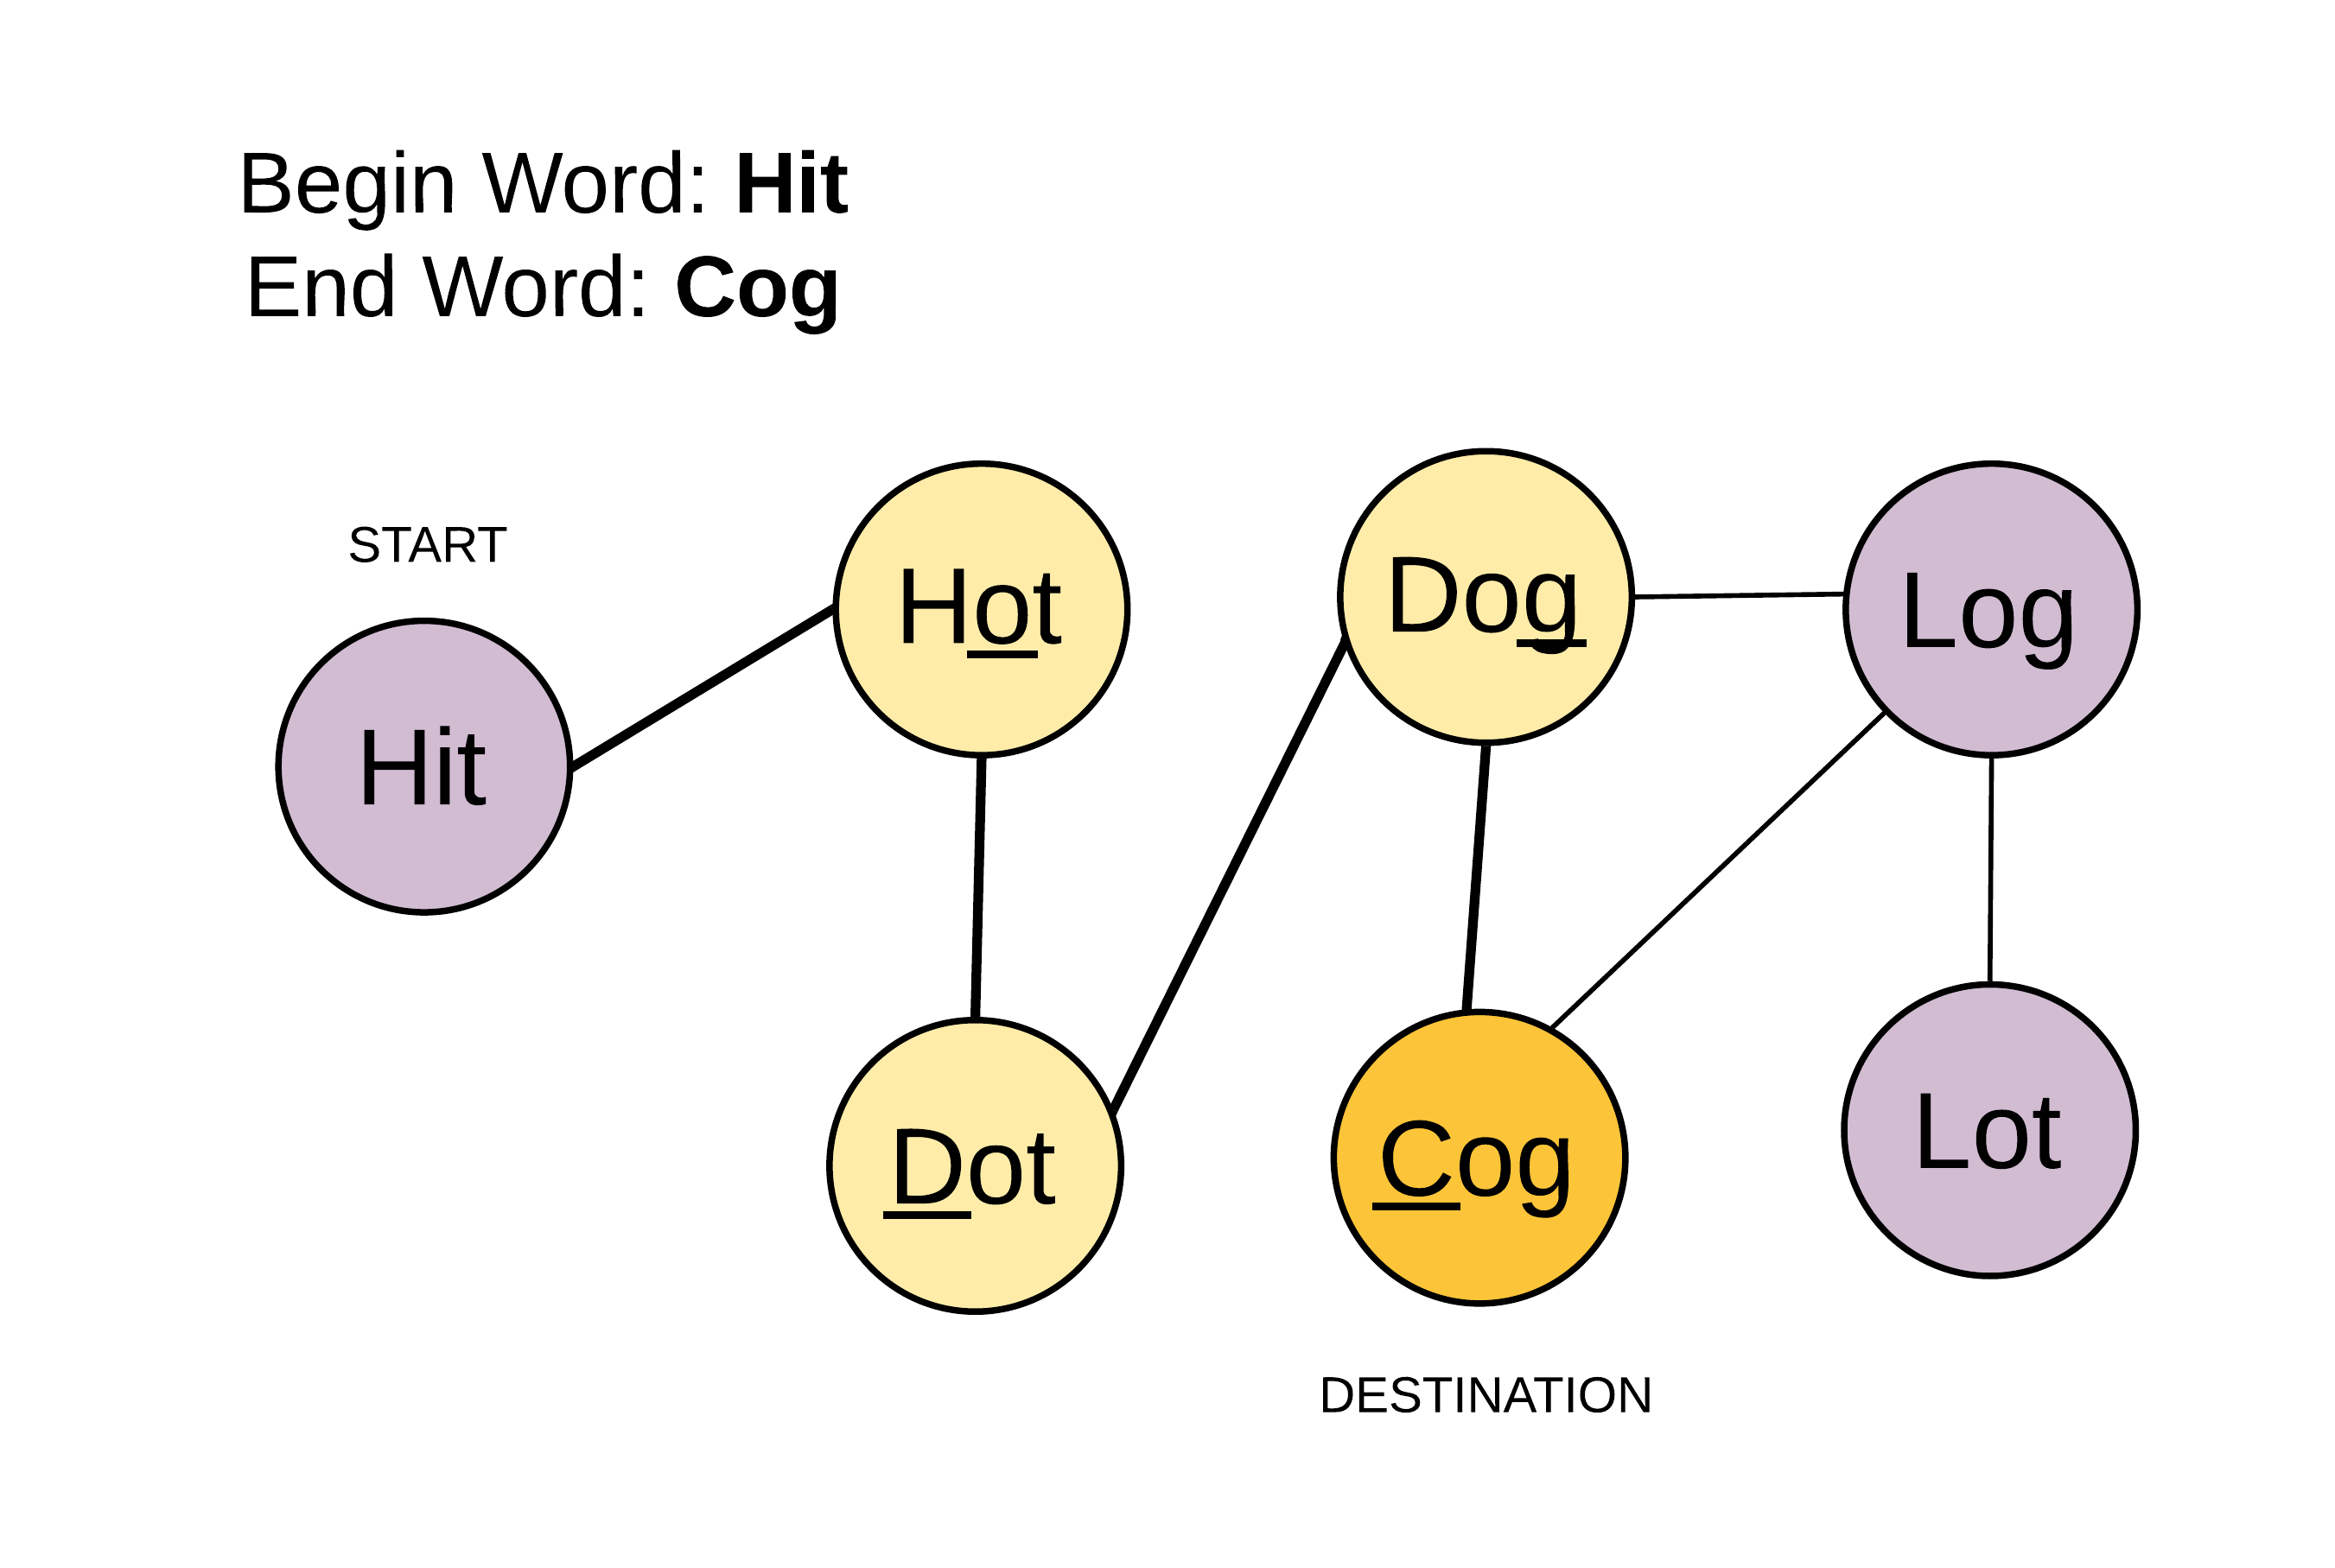 Begin Word: Hit
End Word: Cog
START
Hit
Hot
Dog
Log
Dot
Cog
Lot
DESTINATION